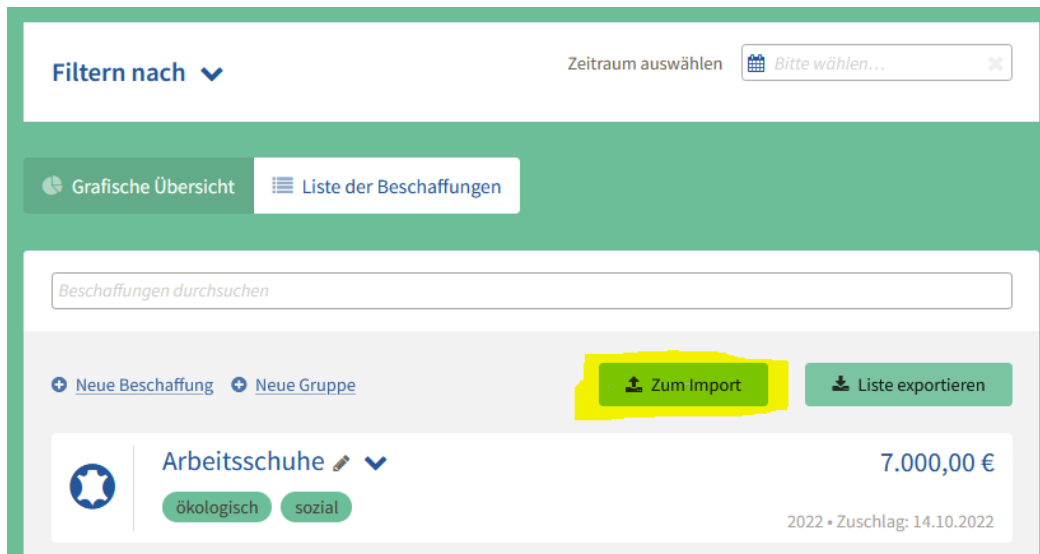 Filtern nach
Zeitraum auswählen Bitte wählen...
Grafische Übersicht Liste der Beschaffungen
Beschaffungen durchsuchen
Neue Beschaffung Neue Gruppe Zum Import Liste exportieren
Arbeitsschuhe 7.000,00 €
ökologisch sozial
2022 • Zuschlag: 14.10.2022